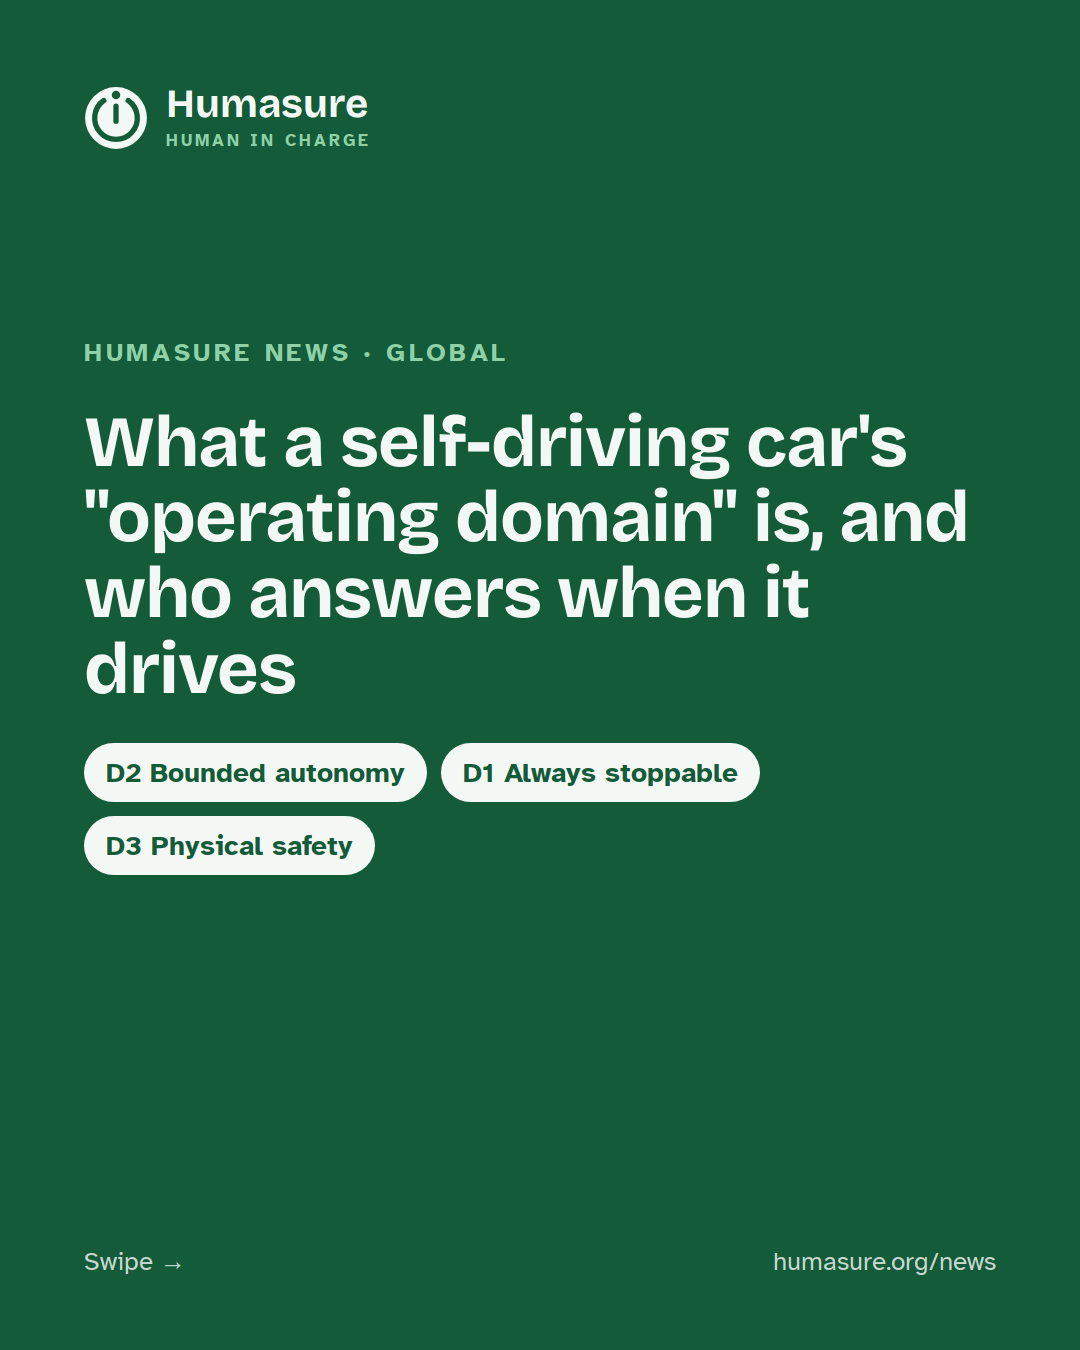 Humasure
HUMAN IN CHARGE
HUMASURE NEWS · GLOBAL
What a self-driving car's
"operating domain" is, and
who answers when it
drives
D2 Bounded autonomy
D1 Always stoppable
D3 Physical safety
Swipe →
humasure.org/news